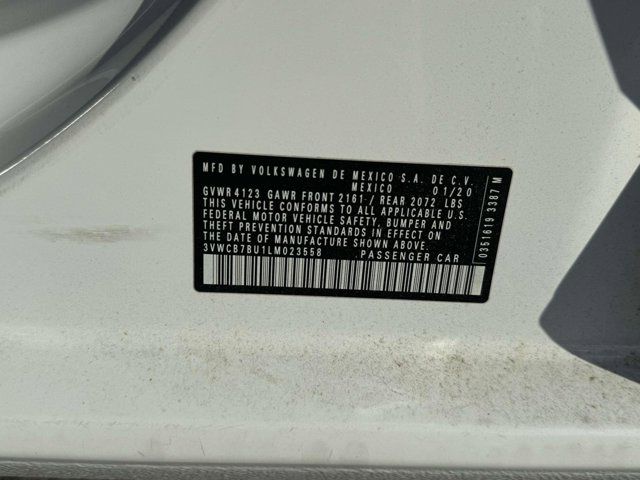 MFD BY VOLKSWAGEN DE MEXICO S.A. DE C.V.
MEXICO 01/20
GVWR 4123 GAWR FRONT 2161 / REAR 2072 LBS
THIS VEHICLE CONFORMS TO ALL APPLICABLE U.S.
FEDERAL MOTOR VEHICLE SAFETY, BUMPER AND
THEFT PREVENTION STANDARDS IN EFFECT ON
THE DATE OF MANUFACTURE SHOWN ABOVE.
3VWCB7BU1LM023558 PASSENGER CAR
0351619 3387 M